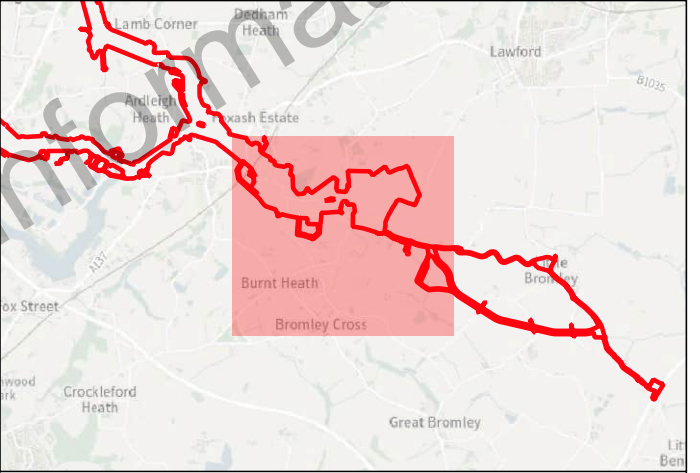 Lamb Corner
Dedham
Heath
Lawford
B1035
Ardleigh
Heath
Foxash Estate
Informa
A137
Fox Street
Burnt Heath
Bromley Cross
Bromley
Crockleford
Heath
Great Bromley